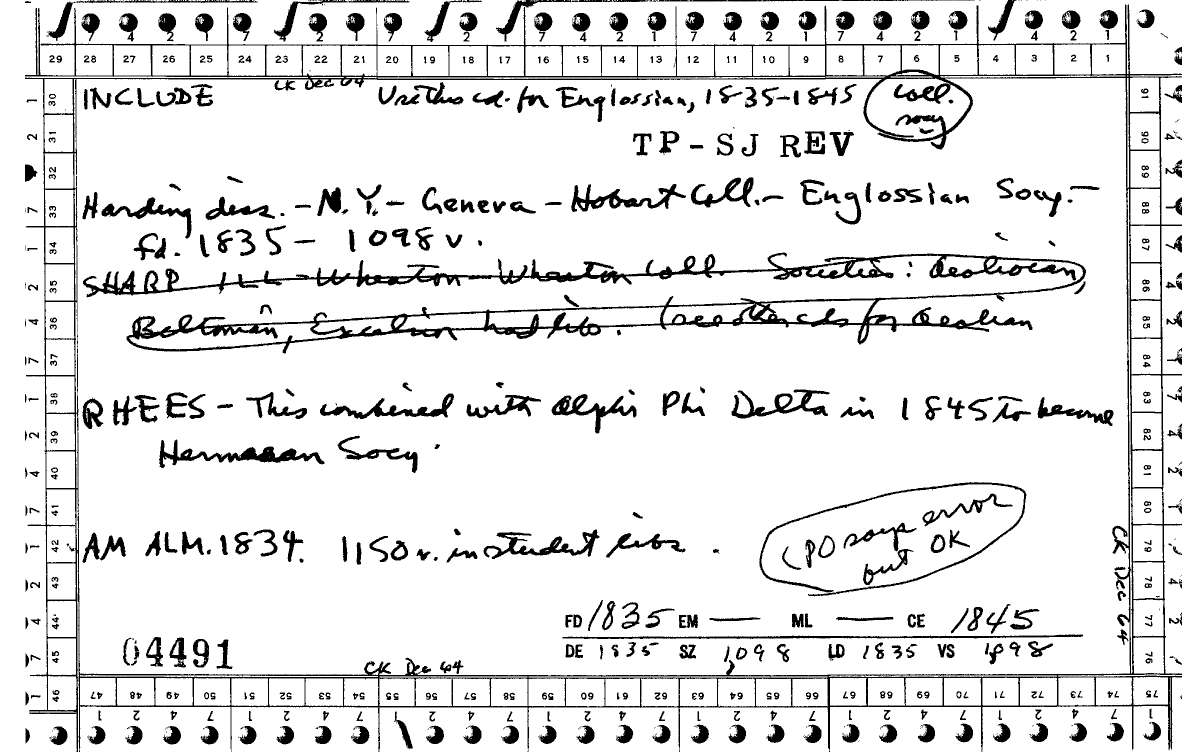 7 4 2 1 7 4 2 1 7 4 2 1 7 4 2 1 7 4 2 1 7 4 2 1 7 4 2 1
29 28 27 26 25 24 23 22 21 20 19 18 17 16 15 14 13 12 11 10 9 8 7 6 5 4 3 2 1
CK Dec 64
INCLUDE Use this cd. for Englossian, 1835-1845 Coll. socy
TP-SJ REV
Harding diss. - N.Y. - Geneva - Hobart Coll. - Englossian Socy. -
fd. 1835 - 1098 v.
SHARP ILL - Wheaton - Wheaton Coll. Societies:
Beltonian, Excelsior had libs. (see other cds for Aeolian
RHEES - This combined with Alpha Phi Delta in 1845 to become
Hermaean Socy.
AM ALM. 1834. 1150 v. in student libs.
CPO says error
but OK
CK Dec 64
FD 1835 EM — ML — CE 1845
DE 1835 SZ 1,098 LD 1835 VS 1098
04491
CK Dec 64
30 31 32 33 34 35 36 37 38 39 40 41 42 43 44 45 46
91 90 89 88 87 86 85 84 83 82 81 80 79 78 77 76 75
47 48 49 50 51 52 53 54 55 56 57 58 59 60 61 62 63 64 65 66 67 68 69 70 71 72 73 74 75
1 2 4 7 1 2 4 7 1 2 4 7 1 2 4 7 1 2 4 7 1 2 4 7 1 2 4 7 1